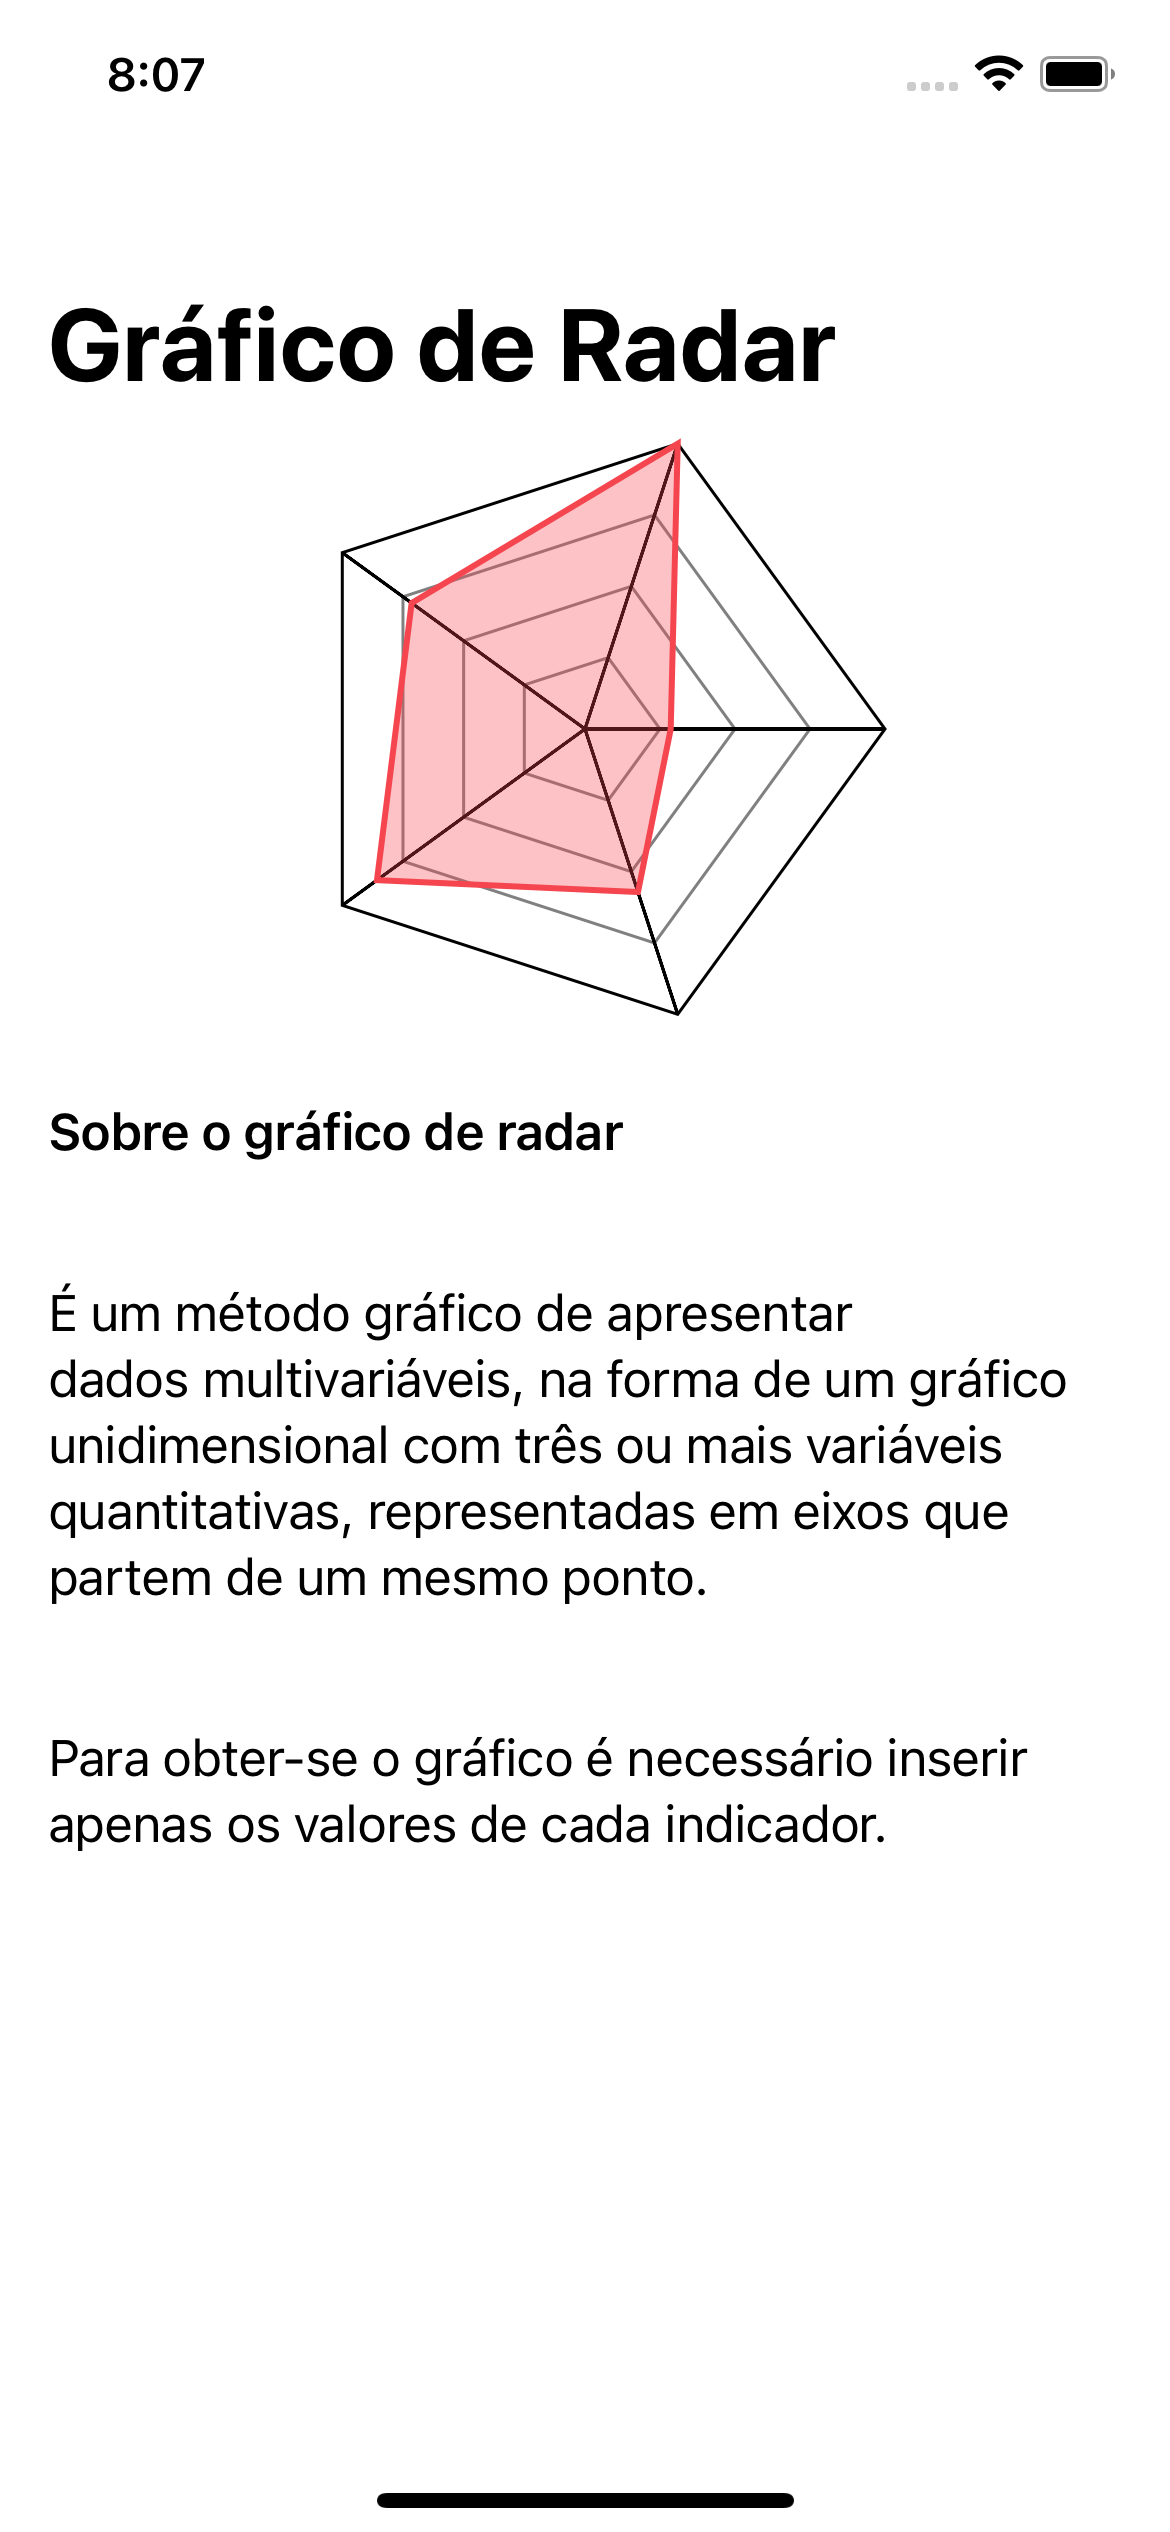 8:07
Gráfico de Radar
Sobre o gráfico de radar
É um método gráfico de apresentar
dados multivariáveis, na forma de um gráfico
unidimensional com três ou mais variáveis
quantitativas, representadas em eixos que
partem de um mesmo ponto.
Para obter-se o gráfico é necessário inserir
apenas os valores de cada indicador.